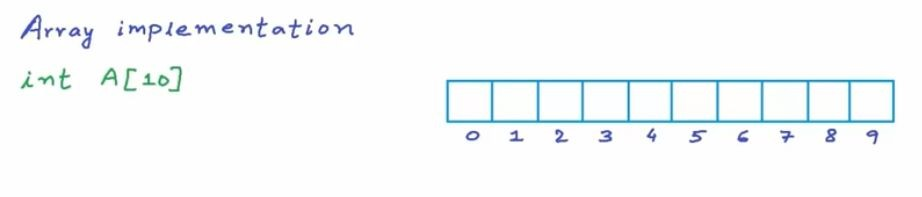 Array implementation
int A[10]
0 1 2 3 4 5 6 7 8 9